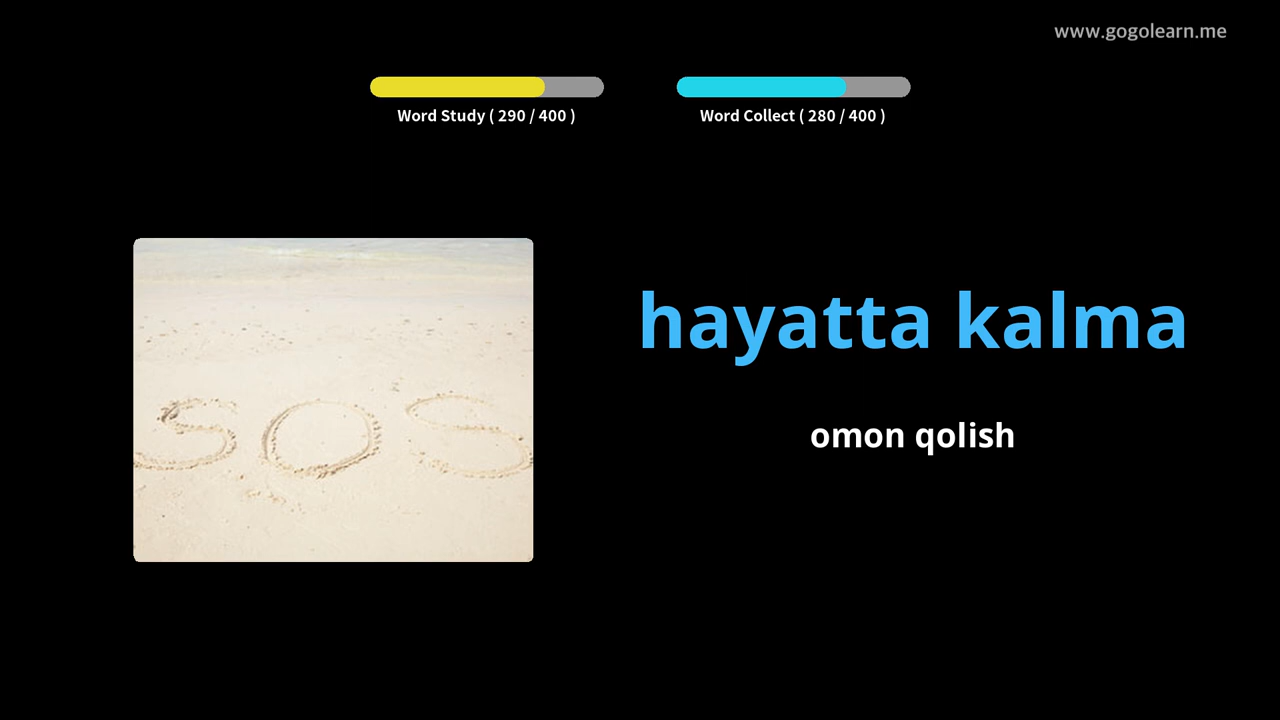 www.gogolearn.me
Word Study ( 290 / 400 )
Word Collect ( 280 / 400 )
SOS
hayatta kalma
omon qolish